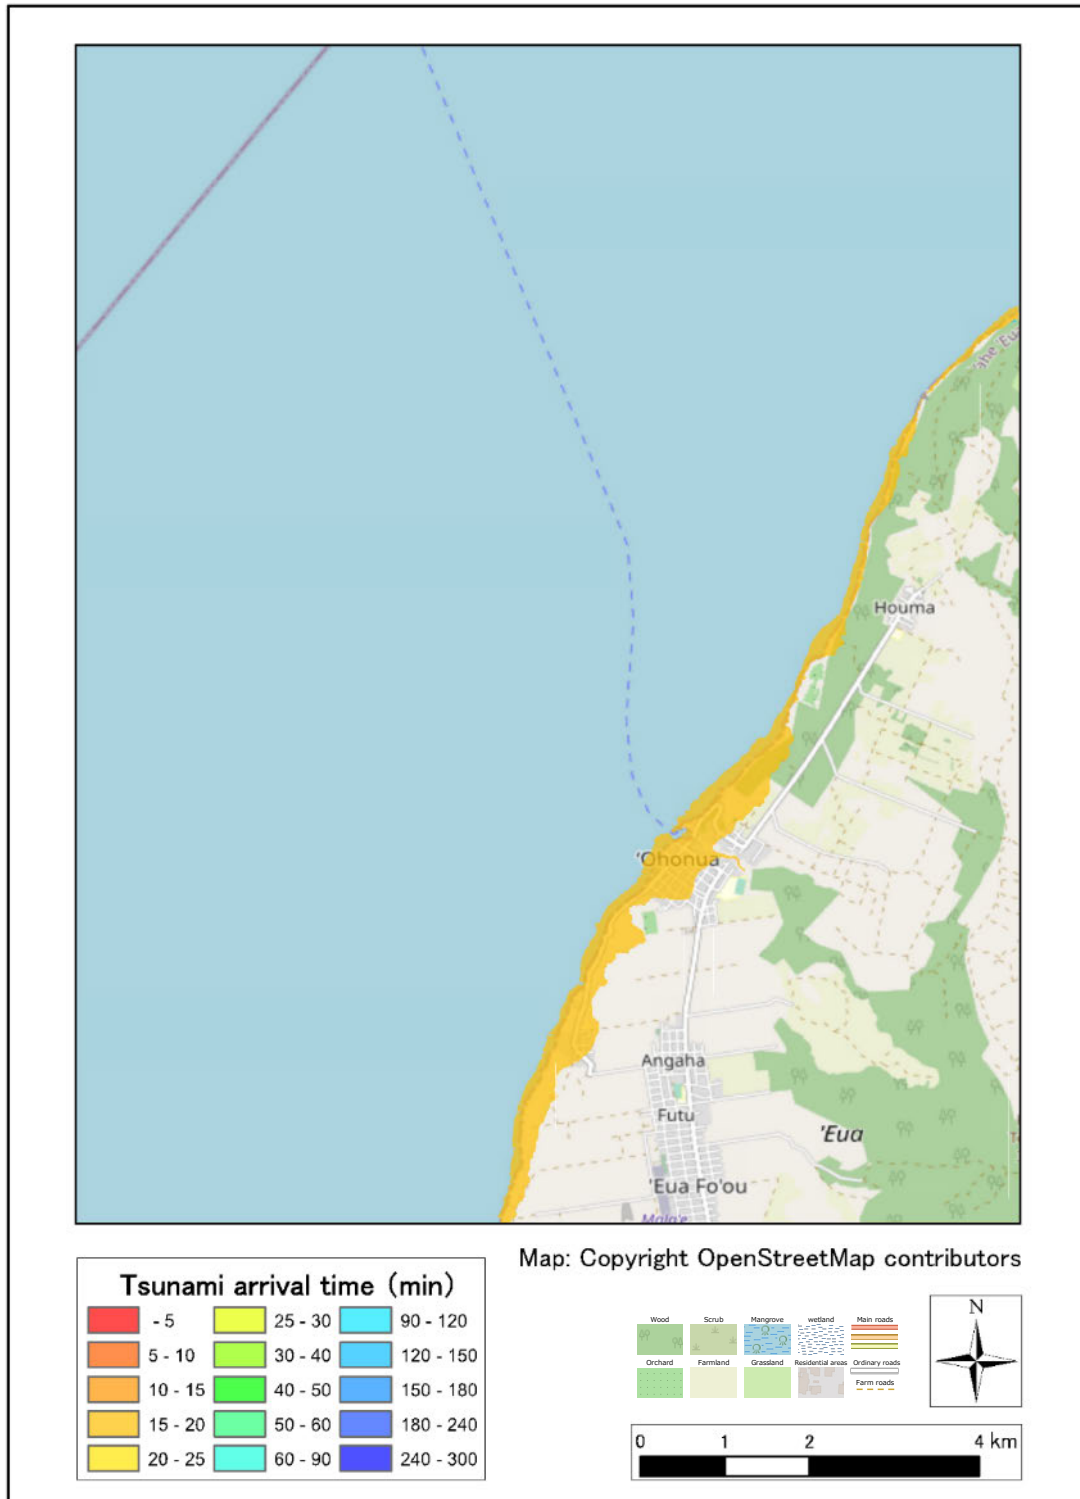 'ahe 'Eu
Houma
'Ohonua
Angaha
Futu
'Eua
'Eua Fo'ou
Mala'e
Map: Copyright OpenStreetMap contributors
Tsunami arrival time (min)
- 5 25 - 30 90 - 120
5 - 10 30 - 40 120 - 150
10 - 15 40 - 50 150 - 180
15 - 20 50 - 60 180 - 240
20 - 25 60 - 90 240 - 300
Wood Scrub Mangrove wetland Main roads
Orchard Farmland Grassland Residential areas Ordinary roads
Farm roads
N
0 1 2 4 km